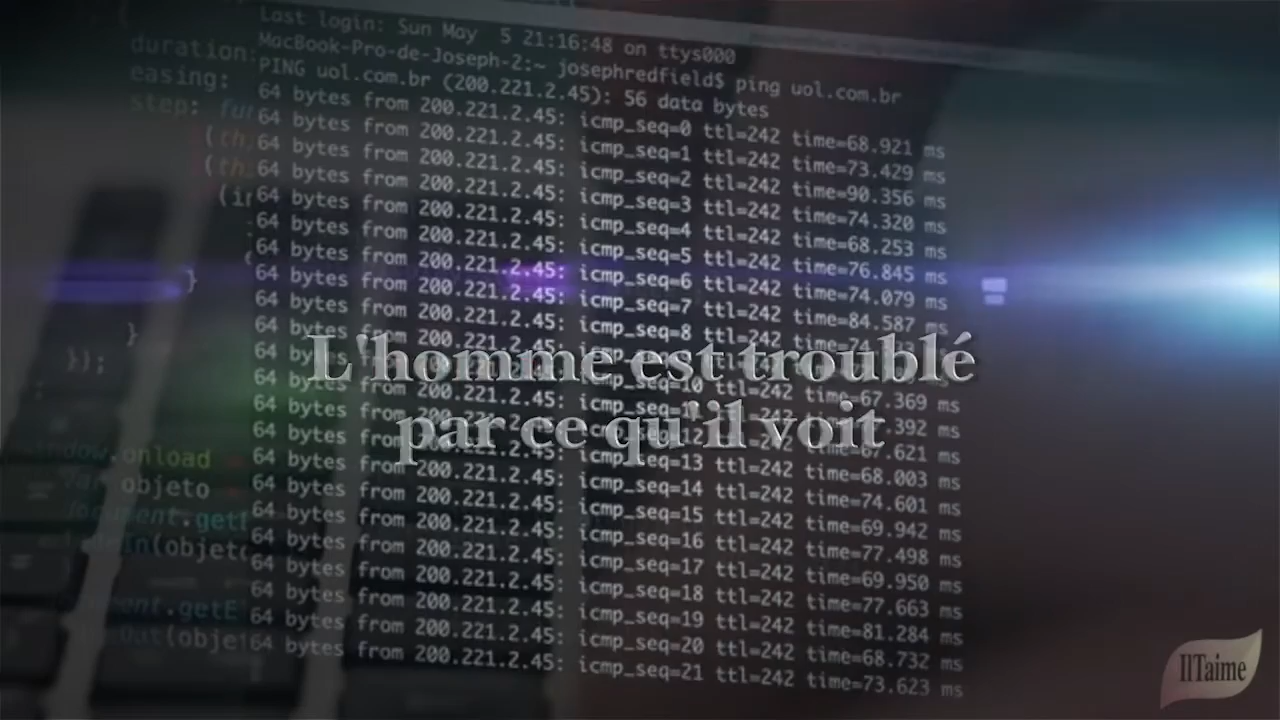 Last login: Sun May 5 21:16:48 on ttys000
MacBook-Pro-de-Joseph-2:~ josephredfield$ ping uol.com.br
PING uol.com.br (200.221.2.45): 56 data bytes
64 bytes from 200.221.2.45: icmp_seq=0 ttl=242 time=68.921 ms
64 bytes from 200.221.2.45: icmp_seq=1 ttl=242 time=73.429 ms
64 bytes from 200.221.2.45: icmp_seq=2 ttl=242 time=90.356 ms
64 bytes from 200.221.2.45: icmp_seq=3 ttl=242 time=74.320 ms
64 bytes from 200.221.2.45: icmp_seq=4 ttl=242 time=68.253 ms
64 bytes from 200.221.2.45: icmp_seq=5 ttl=242 time=76.845 ms
64 bytes from 200.221.2.45: icmp_seq=6 ttl=242 time=74.079 ms
64 bytes from 200.221.2.45: icmp_seq=7 ttl=242 time=84.587 ms
64 bytes from 200.221.2.45: icmp_seq=8 ttl=242
L'homme est troublé
par ce qu'il voit
64 bytes from 200.221.2.45: icmp_seq=13 ttl=242 time=68.003 ms
64 bytes from 200.221.2.45: icmp_seq=14 ttl=242 time=74.601 ms
64 bytes from 200.221.2.45: icmp_seq=15 ttl=242 time=69.942 ms
64 bytes from 200.221.2.45: icmp_seq=16 ttl=242 time=77.498 ms
64 bytes from 200.221.2.45: icmp_seq=17 ttl=242 time=69.950 ms
64 bytes from 200.221.2.45: icmp_seq=18 ttl=242 time=77.663 ms
64 bytes from 200.221.2.45: icmp_seq=19 ttl=242 time=81.284 ms
64 bytes from 200.221.2.45: icmp_seq=20 ttl=242 time=68.732 ms
64 bytes from 200.221.2.45: icmp_seq=21 ttl=242 time=73.623 ms
duration:
easing:
step:
}
}
});
window.onload
objeto
IlTaime